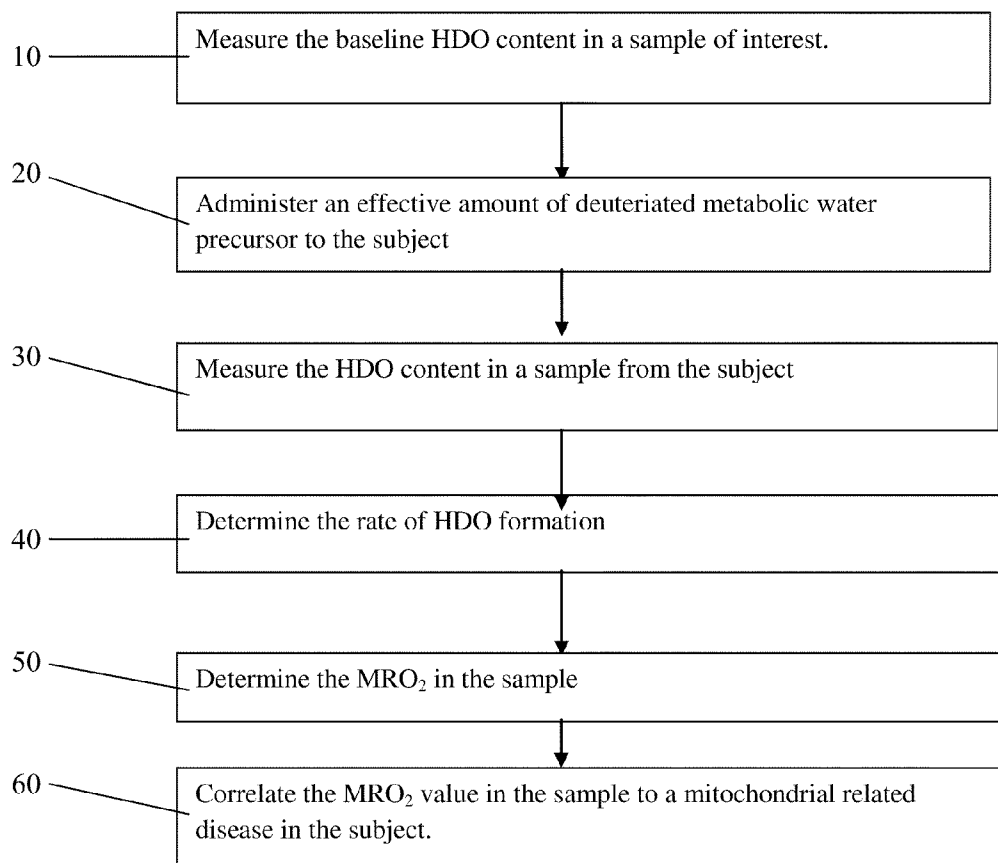 10
Measure the baseline HDO content in a sample of interest.
20
Administer an effective amount of deuteriated metabolic water
precursor to the subject
30
Measure the HDO content in a sample from the subject
40
Determine the rate of HDO formation
50
Determine the MRO₂ in the sample
60
Correlate the MRO₂ value in the sample to a mitochondrial related
disease in the subject.